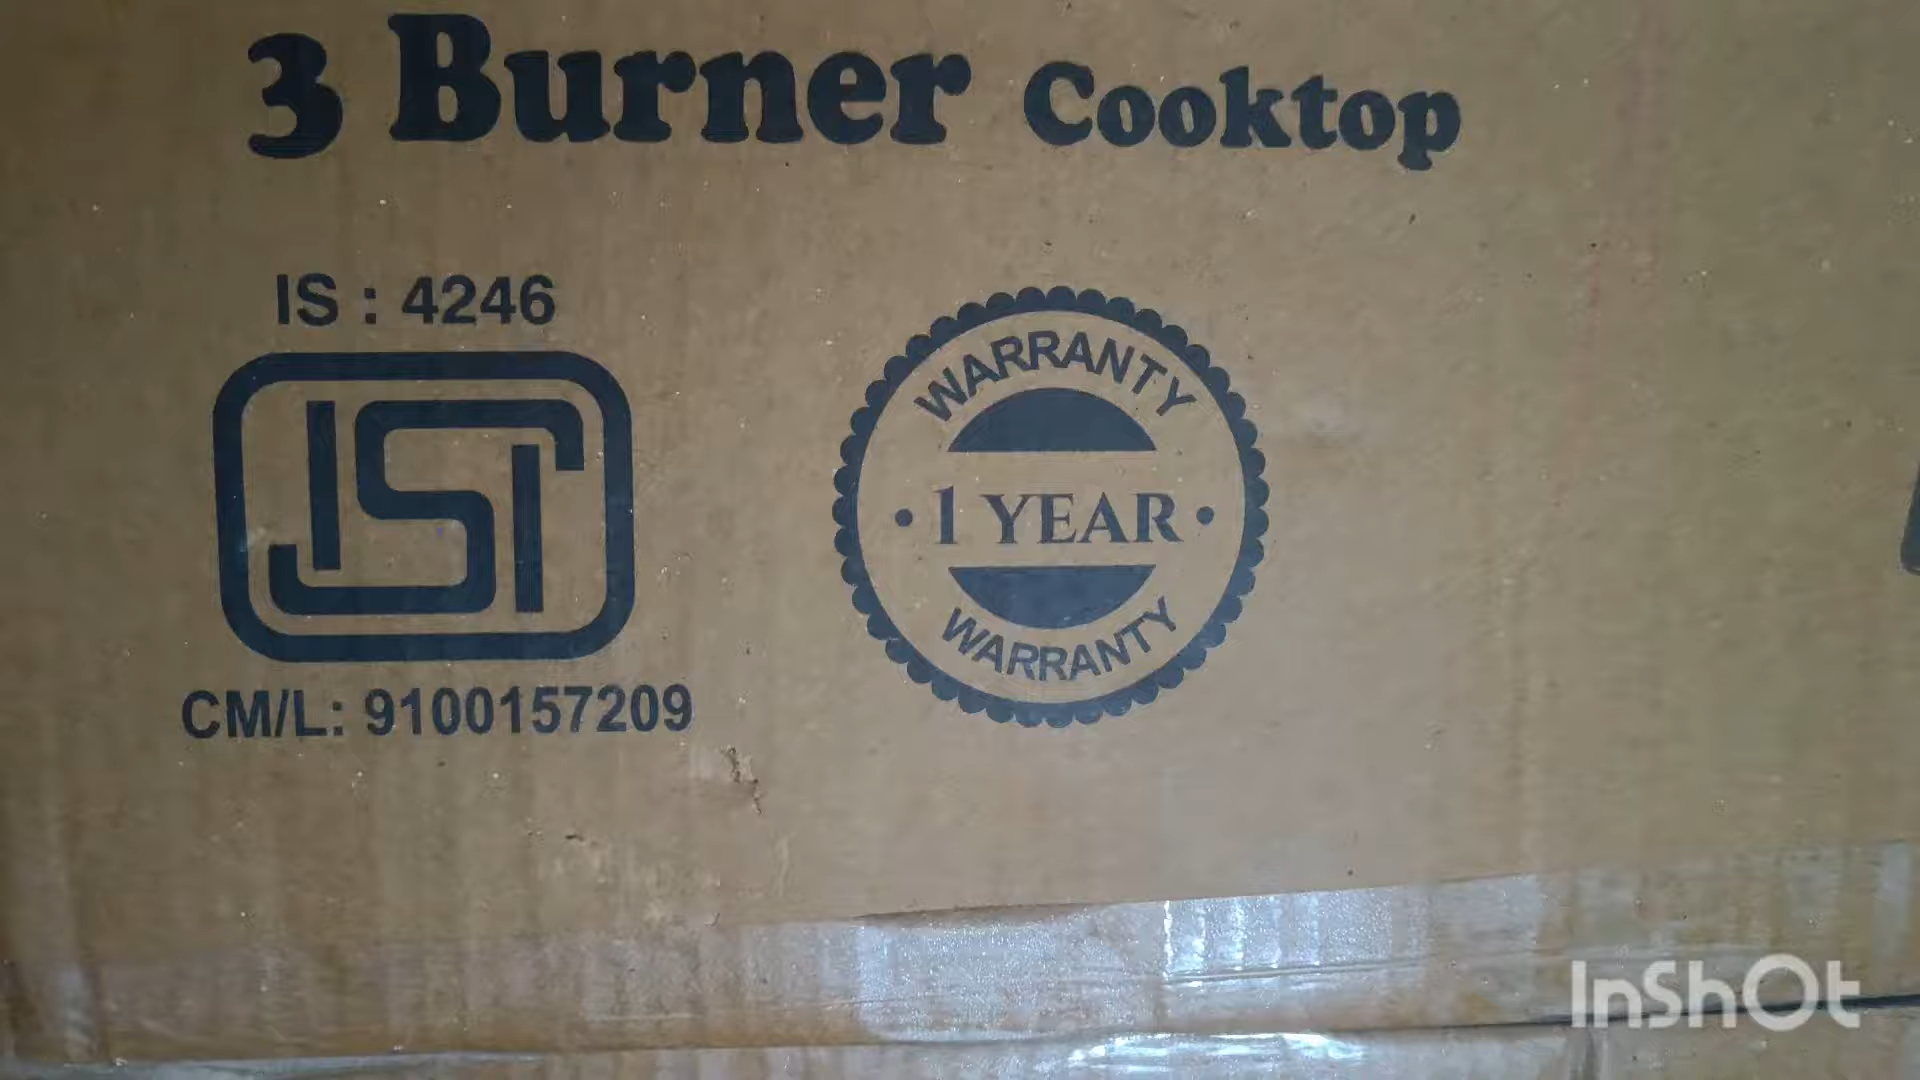 3 Burner Cooktop
IS : 4246
ISI
CM/L: 9100157209
WARRANTY
• 1 YEAR •
WARRANTY
InShOt